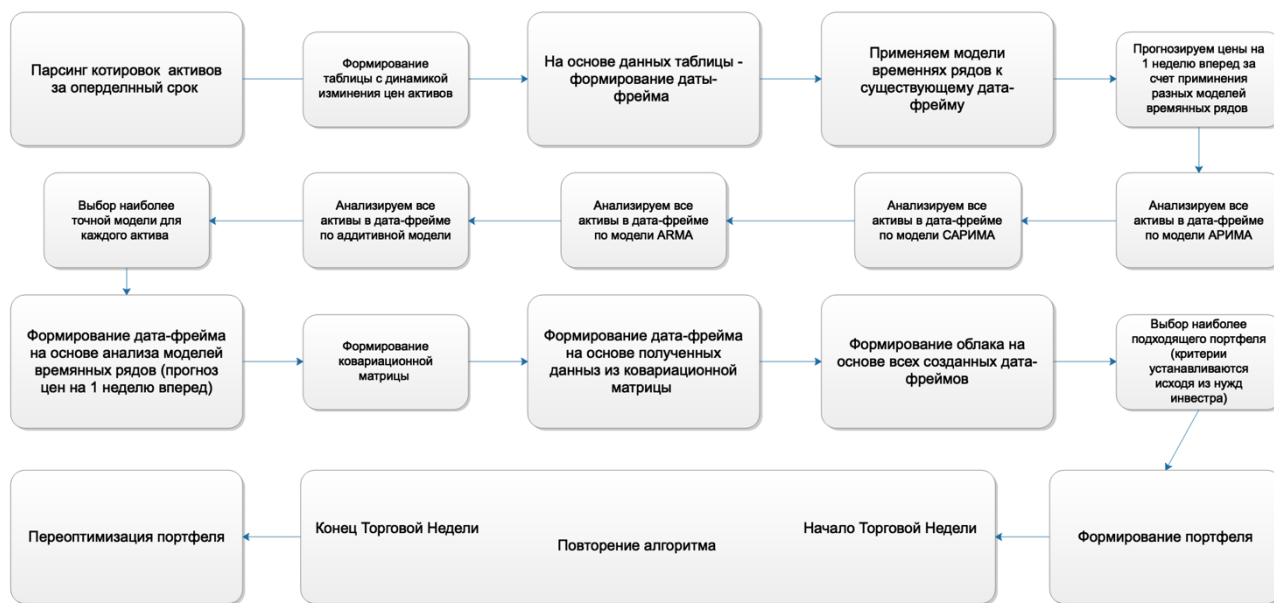 Парсинг котировок активов
за оперделнный срок
Формирование
таблицы с динамикой
изминения цен активов
На основе данных таблицы -
формирование даты-
фрейма
Применяем модели
временнях рядов к
существующему дата-
фрейму
Прогнозируем цены на
1 неделю вперед за
счет приминения
разных моделей
времянных рядов
Выбор наиболее
точной модели для
каждого актива
Анализируем все
активы в дата-фрейме
по аддитивной модели
Анализируем все
активы в дата-фрейме
по модели ARMA
Анализируем все
активы в дата-фрейме
по модели САРИМА
Анализируем все
активы в дата-фрейме
по модели АРИМА
Формирование дата-фрейма
на основе анализа моделей
времянных рядов (прогноз
цен на 1 неделю вперед)
Формирование
ковариационной
матрицы
Формирование дата-фрейма
на основе полученных
данныз из ковариационной
матрицы
Формирование облака на
основе всех созданных дата-
фреймов
Выбор наиболее
подходящего портфеля
(критерии
устанавливаются
исходя из нужд
инвестра)
Переоптимизация портфеля
Конец Торговой Недели
Повторение алгоритма
Начало Торговой Недели
Формирование портфеля